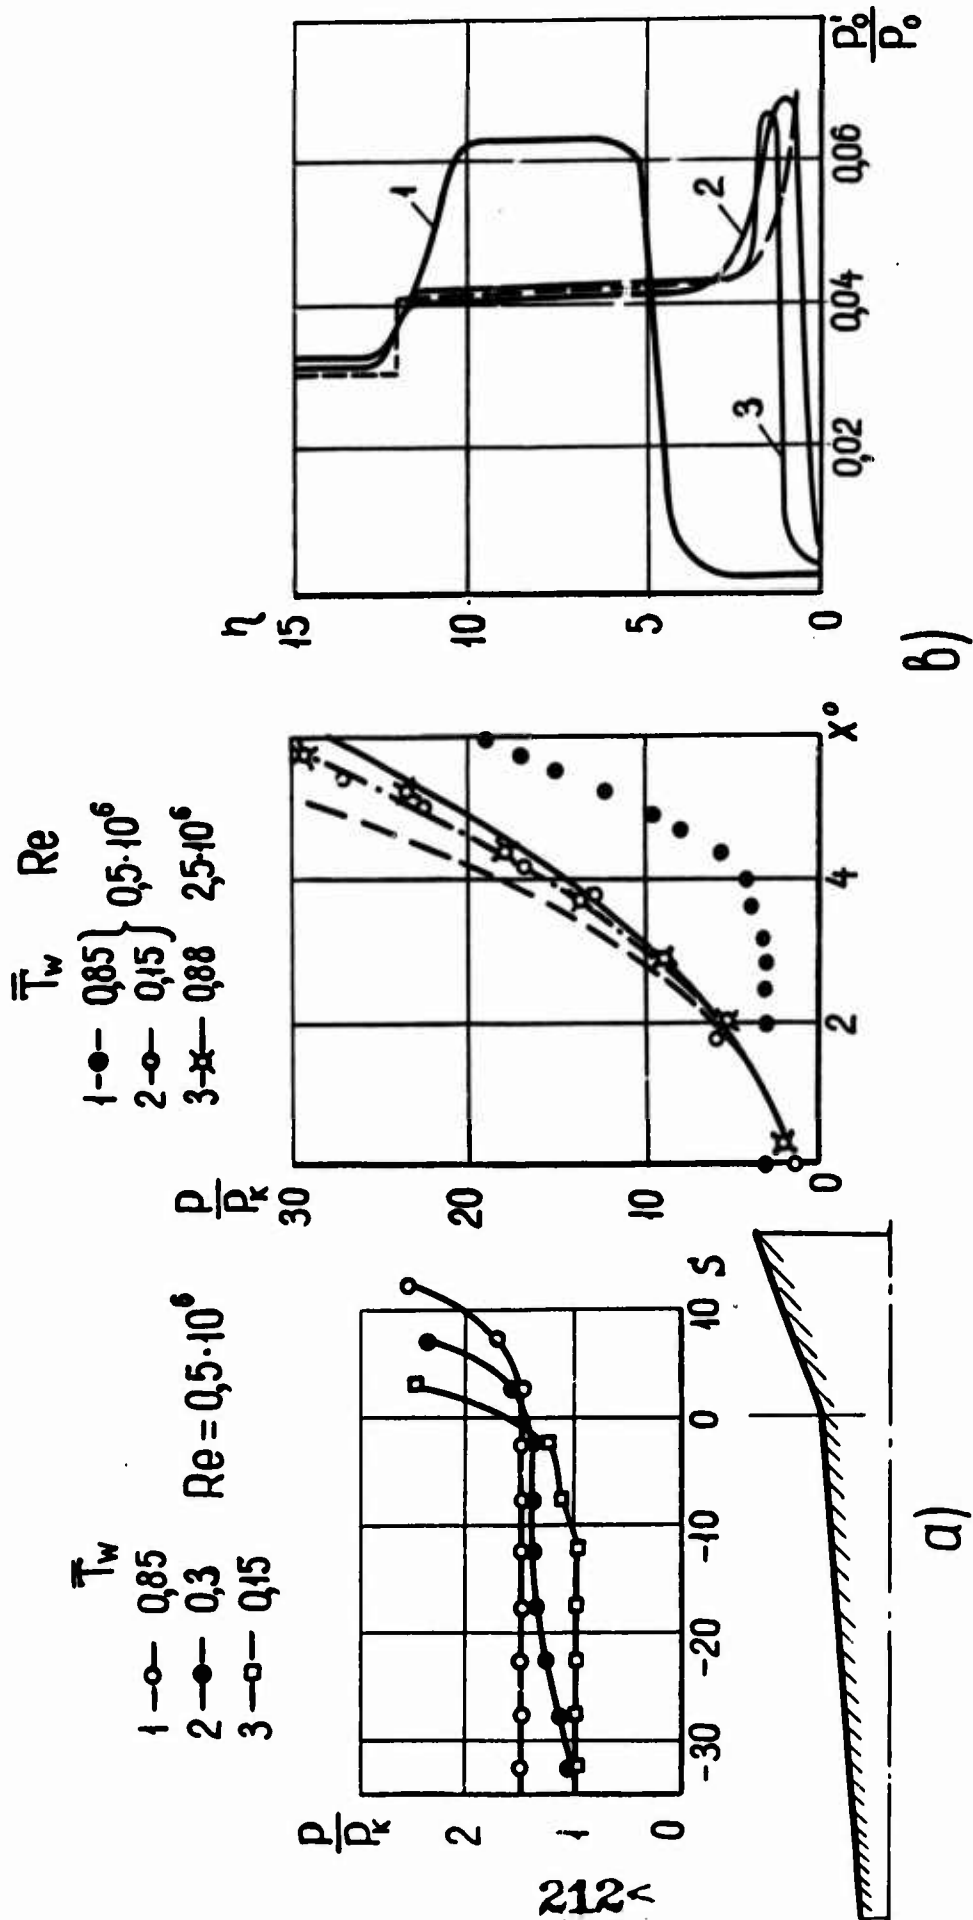 T̄w
1 –○– 0,85
2 –●– 0,3 Re = 0,5·10⁶
3 –□– 0,15
p/pк
2
1
0
-30 -20 -10 0 10 S
a)
T̄w Re
1 –●– 0,85 } 0,5·10⁶
2 –○– 0,15
3 –¤– 0,88 2,5·10⁶
p/pк
30
20
10
0 2 4 X°
η
15
10
5
0
0,02 0,04 0,06 p₀'/p₀
1
2
3
в)
212<